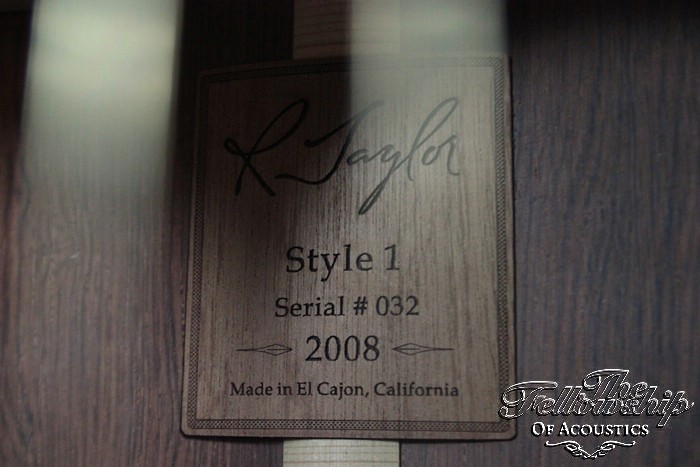 R Taylor
Style 1
Serial # 032
2008
Made in El Cajon, California
The
Fellowship
OF ACOUSTICS